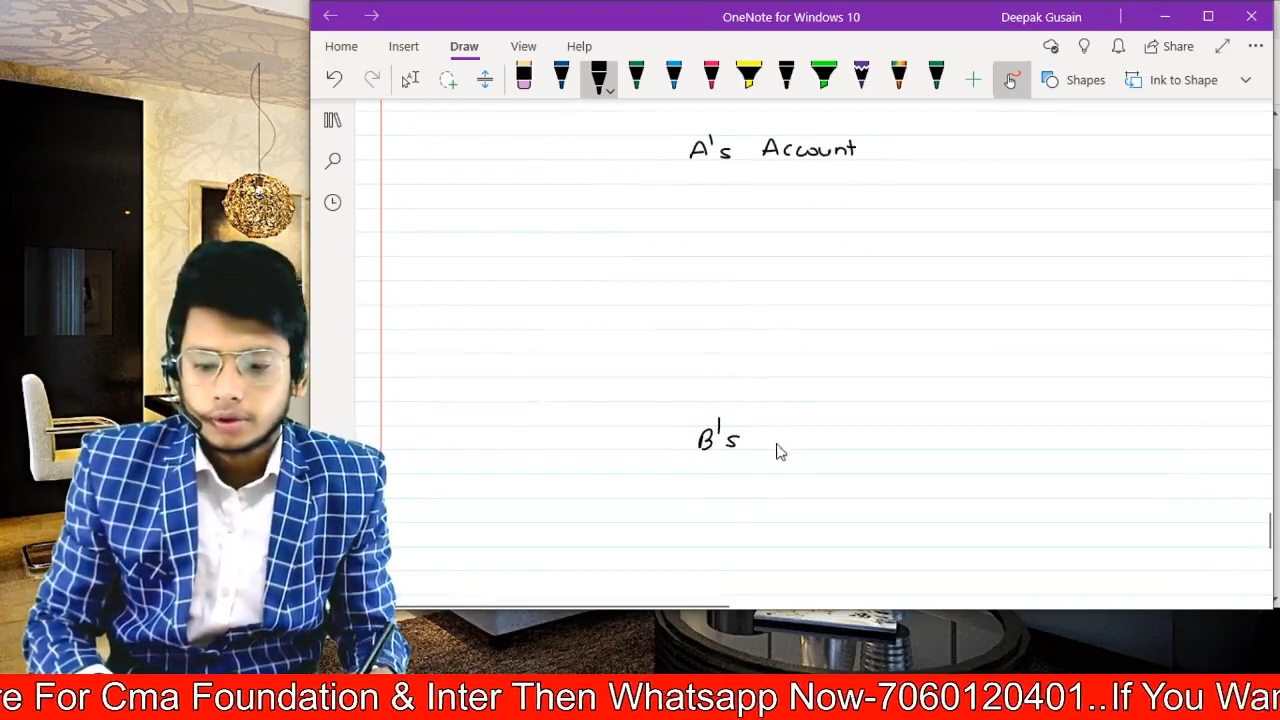 OneNote for Windows 10
Deepak Gusain
Home
Insert
Draw
View
Help
Share
Shapes
Ink to Shape
A's Account
B's
re For Cma Foundation & Inter Then Whatsapp Now-7060120401..If You Wan